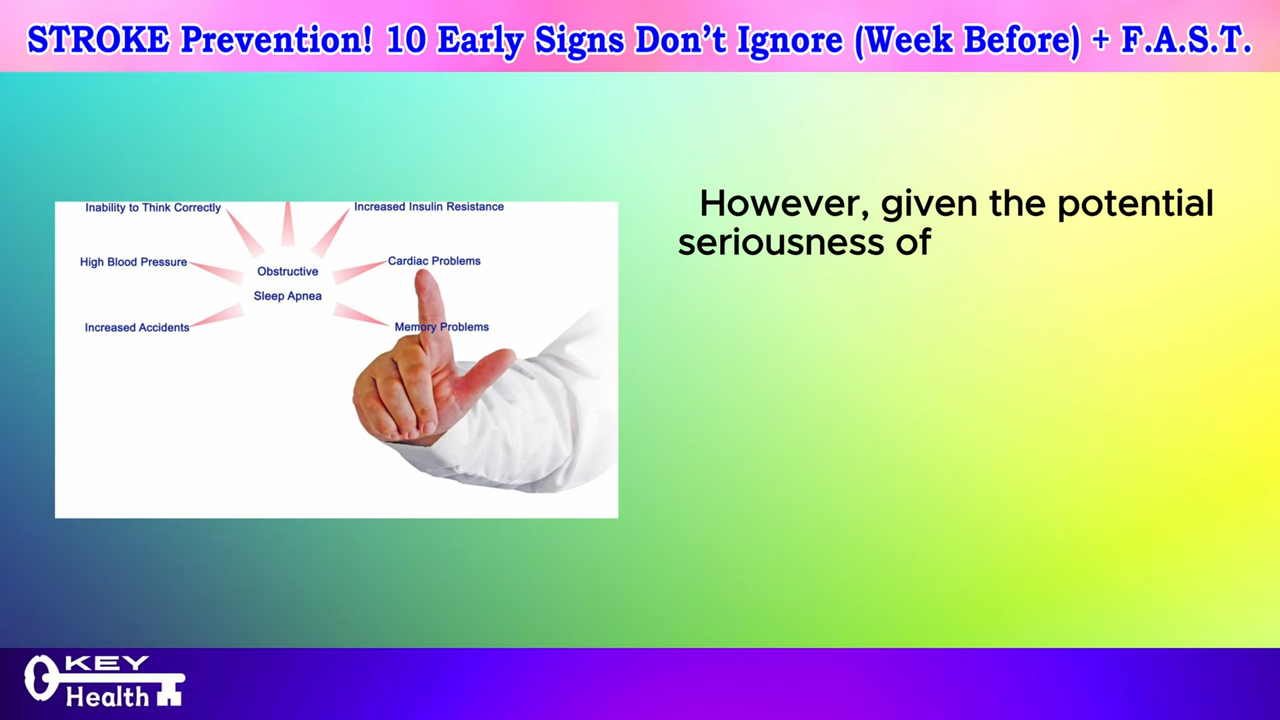 STROKE Prevention! 10 Early Signs Don’t Ignore (Week Before) + F.A.S.T.
Inability to Think Correctly
Increased Insulin Resistance
High Blood Pressure
Obstructive
Sleep Apnea
Cardiac Problems
Increased Accidents
Memory Problems
However, given the potential
seriousness of
KEY
Health